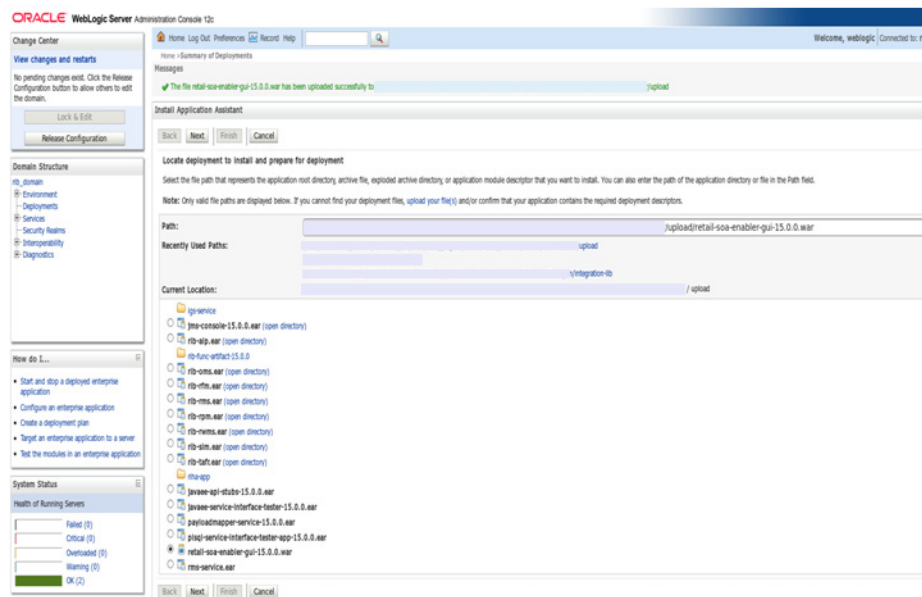 ORACLE WebLogic Server Administration Console 12c
Change Center
View changes and restarts
No pending changes exist. Click the Release
Configuration button to allow others to edit
the domain.
Lock & Edit
Release Configuration
Domain Structure
rib_domain
Environment
Deployments
Services
Security Realms
Interoperability
Diagnostics
How do I...
Start and stop a deployed enterprise
application
Configure an enterprise application
Create a deployment plan
Target an enterprise application to a server
Test the modules in an enterprise application
System Status
Health of Running Servers
Failed (0)
Critical (0)
Overloaded (0)
Warning (0)
OK (2)
Home Log Out Preferences Record Help
Welcome, weblogic Connected to:
Home >Summary of Deployments
Messages
The file retail-soa-enabler-gui-15.0.0.war has been uploaded successfully to /upload
Install Application Assistant
Back Next Finish Cancel
Locate deployment to install and prepare for deployment
Select the file path that represents the application root directory, archive file, exploded archive directory, or application module descriptor that you want to install. You can also enter the path of the application directory or file in the Path field.
Note: Only valid file paths are displayed below. If you cannot find your deployment files, upload your file(s) and/or confirm that your application contains the required deployment descriptors.
Path: /upload/retail-soa-enabler-gui-15.0.0.war
Recently Used Paths: upload
/integration-lib
Current Location: / upload
igs-service
jms-console-15.0.0.ear (open directory)
rib-aip.ear (open directory)
rib-func-artifact-15.0.0
rib-oms.ear (open directory)
rib-rfm.ear (open directory)
rib-rms.ear (open directory)
rib-rpm.ear (open directory)
rib-rwms.ear (open directory)
rib-sim.ear (open directory)
rib-tafr.ear (open directory)
riha-app
javaee-api-stubs-15.0.0.ear
javaee-service-interface-tester-15.0.0.ear
payloadmapper-service-15.0.0.ear
plsql-service-interface-tester-app-15.0.0.ear
retail-soa-enabler-gui-15.0.0.war
rms-service.ear
Back Next Finish Cancel